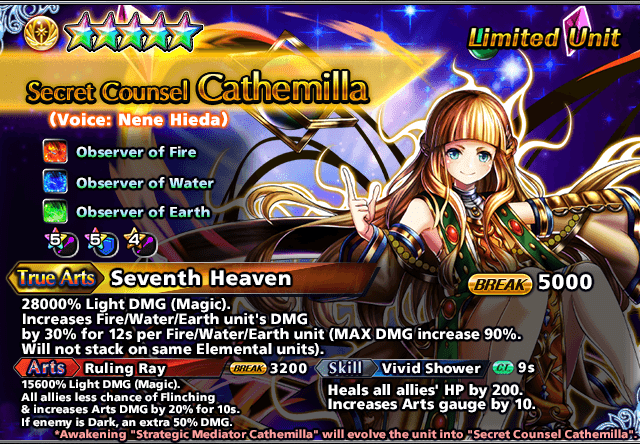 Limited Unit
Secret Counsel Cathemilla
(Voice: Nene Hieda)
Observer of Fire
Observer of Water
Observer of Earth
5 5 4
True Arts Seventh Heaven BREAK 5000
28000% Light DMG (Magic).
Increases Fire/Water/Earth unit's DMG
by 30% for 12s per Fire/Water/Earth unit (MAX DMG increase 90%.
Will not stack on same Elemental units).
Arts Ruling Ray BREAK 3200 Skill Vivid Shower C.T. 9s
15600% Light DMG (Magic).
All allies less chance of Flinching
& increases Arts DMG by 20% for 10s.
If enemy is Dark, an extra 50% DMG.
Heals all allies' HP by 200.
Increases Arts gauge by 10.
*Awakening "Strategic Mediator Cathemilla" will evolve the unit into "Secret Counsel Cathemilla".